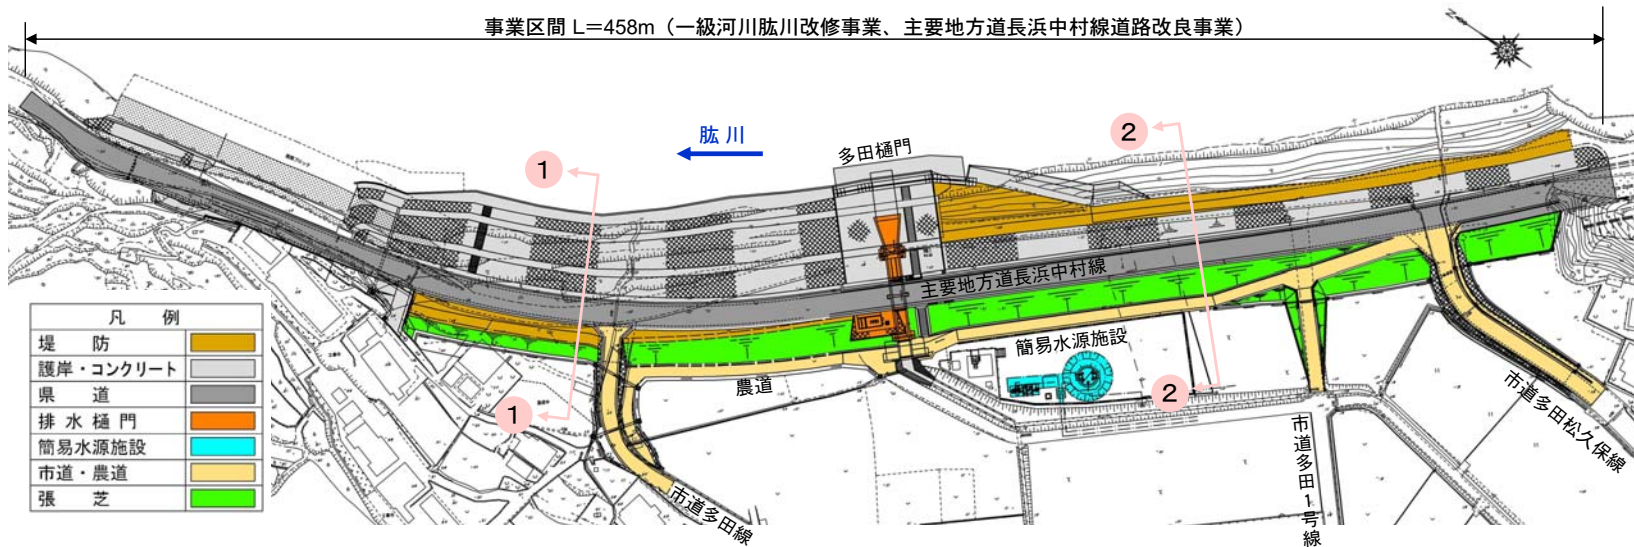 事業区間 L=458m（一級河川肱川改修事業、主要地方道長浜中村線道路改良事業）
肱川
多田樋門
1
2
主要地方道長浜中村線
簡易水源施設
農道
1
2
市道多田線
市道多田1号線
市道多田松久保線
凡 例
堤 防
護岸・コンクリート
県 道
排水樋門
簡易水源施設
市道・農道
張 芝